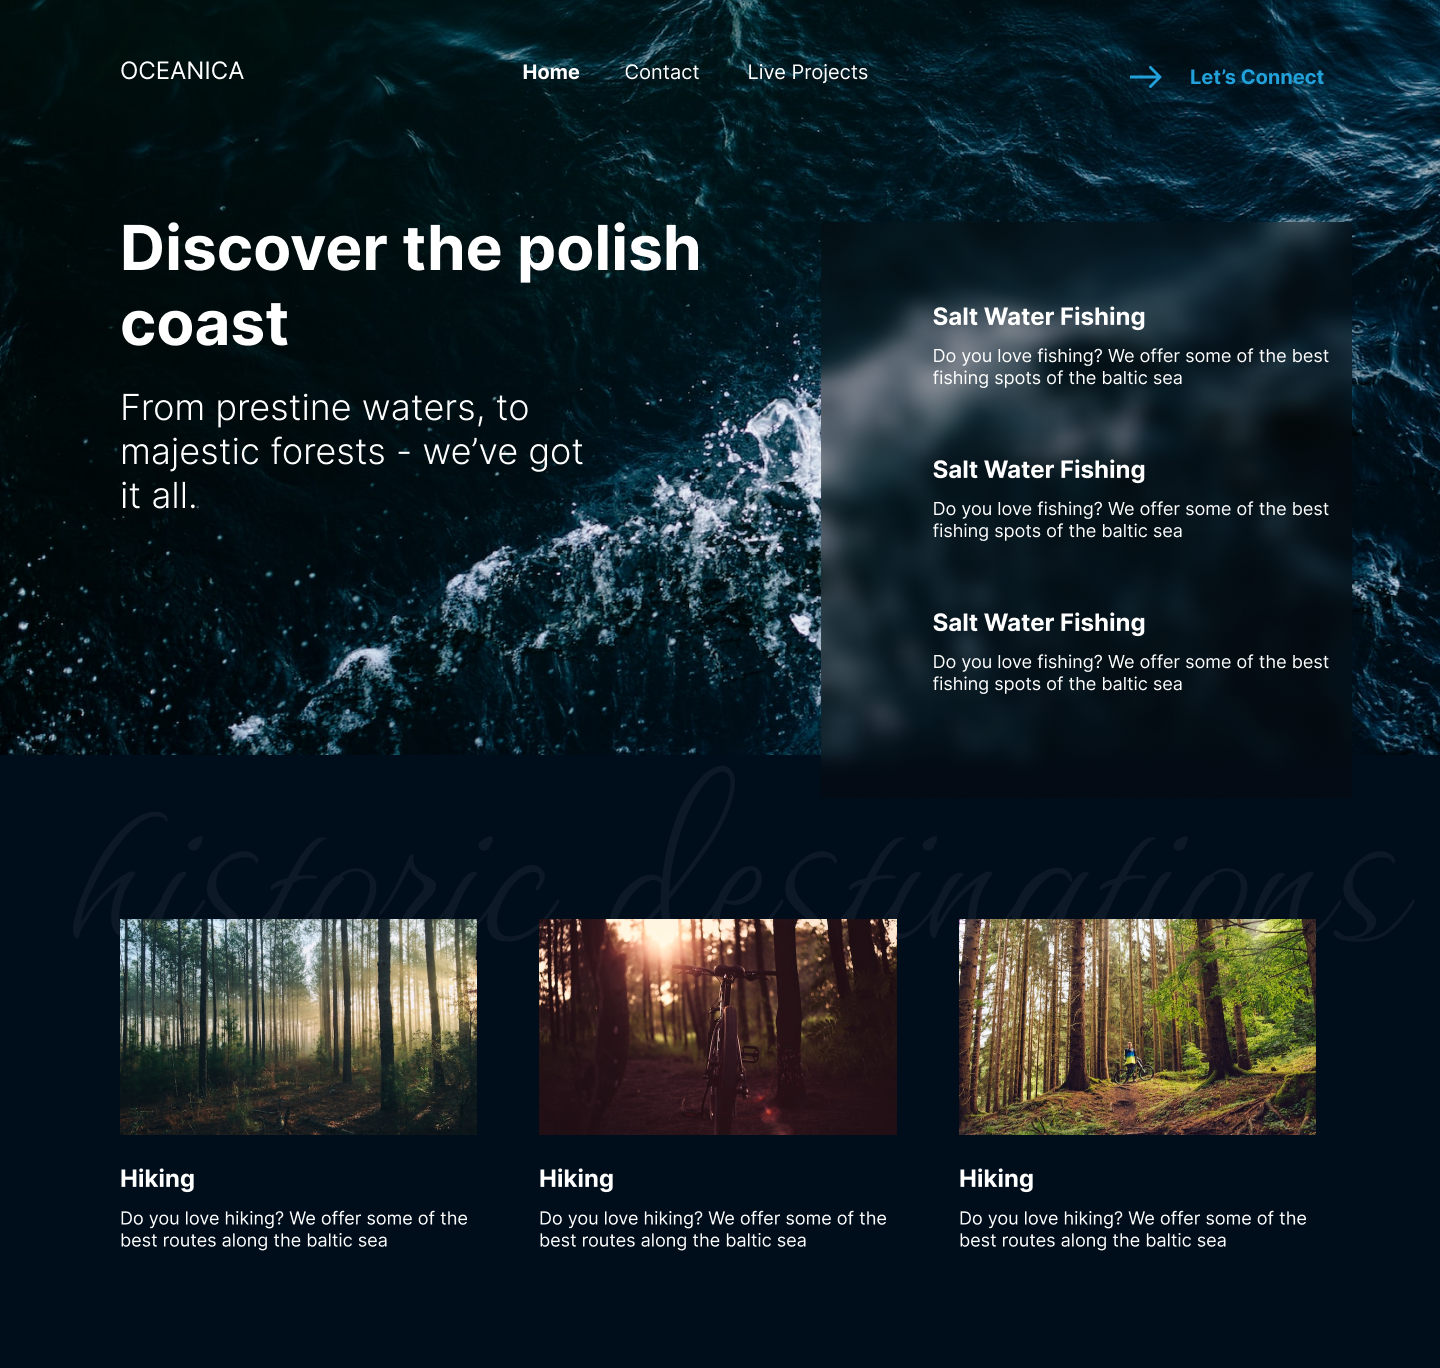 OCEANICA
Home
Contact
Live Projects
Let's Connect
Discover the polish
coast
From prestine waters, to
majestic forests - we've got
it all.
Salt Water Fishing
Do you love fishing? We offer some of the best
fishing spots of the baltic sea
Salt Water Fishing
Do you love fishing? We offer some of the best
fishing spots of the baltic sea
Salt Water Fishing
Do you love fishing? We offer some of the best
fishing spots of the baltic sea
historic destinations
Hiking
Do you love hiking? We offer some of the
best routes along the baltic sea
Hiking
Do you love hiking? We offer some of the
best routes along the baltic sea
Hiking
Do you love hiking? We offer some of the
best routes along the baltic sea